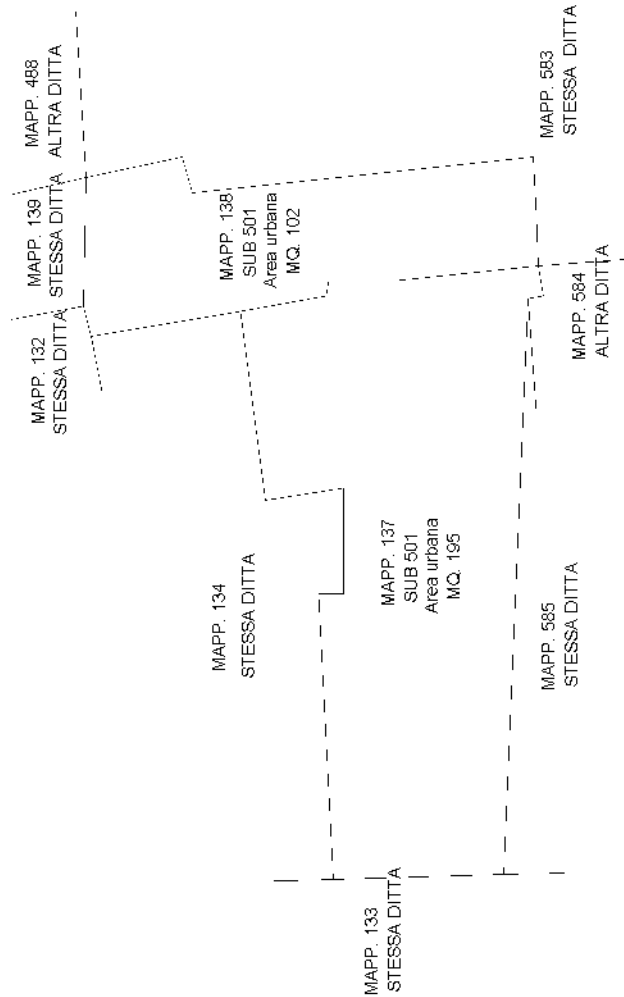 MAPP. 132
STESSA DITTA
MAPP. 139
STESSA DITTA
MAPP. 488
ALTRA DITTA
MAPP. 138
SUB 501
Area urbana
MQ. 102
MAPP. 134
STESSA DITTA
MAPP. 133
STESSA DITTA
MAPP. 137
SUB 501
Area urbana
MQ. 195
MAPP. 585
STESSA DITTA
MAPP. 584
ALTRA DITTA
MAPP. 583
STESSA DITTA